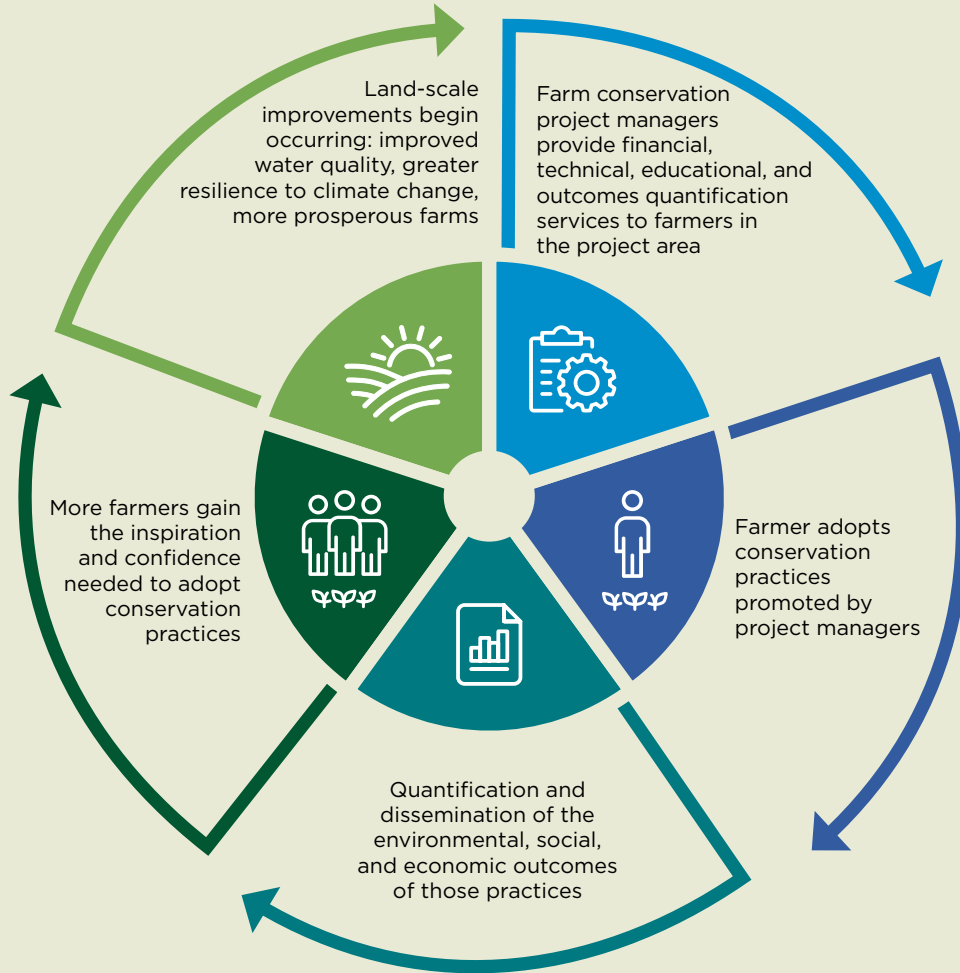 Farm conservation
project managers
provide financial,
technical, educational, and
outcomes quantification
services to farmers in
the project area
Farmer adopts
conservation
practices
promoted by
project managers
Quantification and
dissemination of the
environmental, social,
and economic outcomes
of those practices
More farmers gain
the inspiration
and confidence
needed to adopt
conservation
practices
Land-scale
improvements begin
occurring: improved
water quality, greater
resilience to climate change,
more prosperous farms